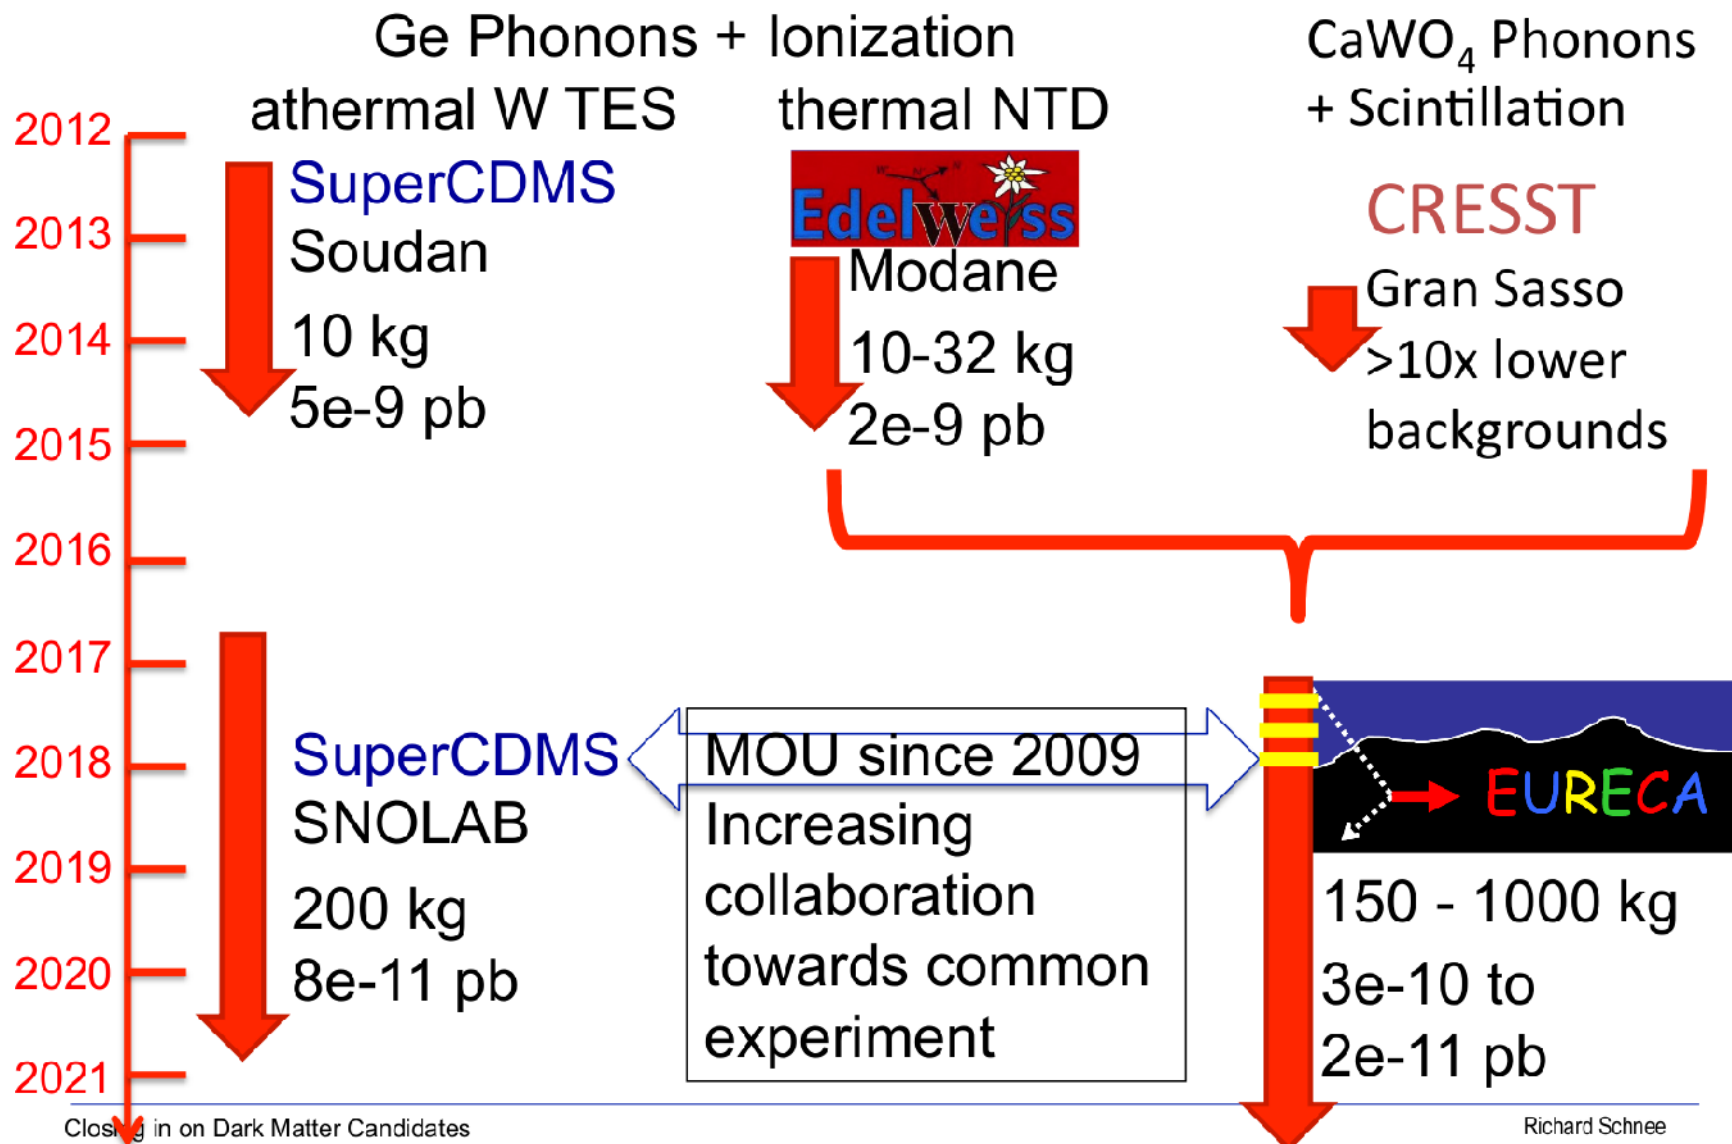 Ge Phonons + Ionization
athermal W TES
thermal NTD
CaWO₄ Phonons
+ Scintillation
2012
2013
2014
2015
2016
2017
2018
2019
2020
2021
SuperCDMS
Soudan
10 kg
5e-9 pb
Edelweiss
Modane
10-32 kg
2e-9 pb
CRESST
Gran Sasso
>10x lower
backgrounds
SuperCDMS
SNOLAB
200 kg
8e-11 pb
MOU since 2009
Increasing
collaboration
towards common
experiment
EURECA
150 - 1000 kg
3e-10 to
2e-11 pb
Closing in on Dark Matter Candidates
Richard Schnee